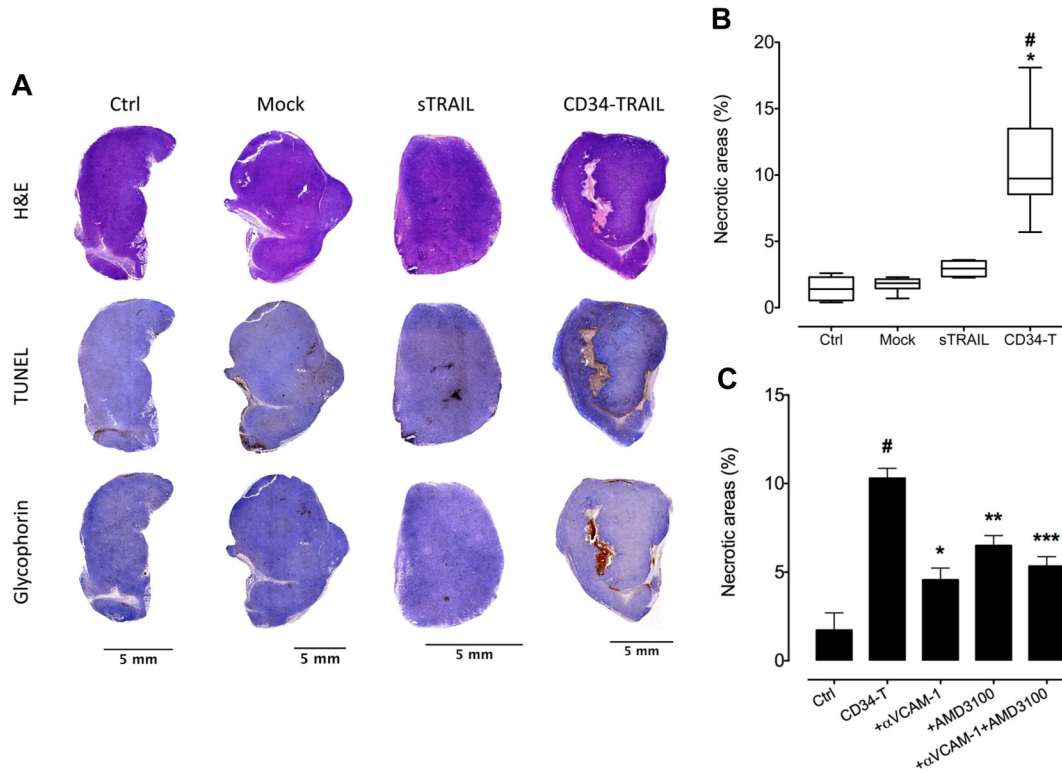 A
Ctrl Mock sTRAIL CD34-TRAIL
H&E
TUNEL
Glycophorin
5 mm 5 mm 5 mm 5 mm
B
Necrotic areas (%)
20
15
10
5
0
#
*
Ctrl Mock sTRAIL CD34-T
C
Necrotic areas (%)
15
10
5
0
#
*
**
***
Ctrl
CD34-T
+αVCAM-1
+AMD3100
+αVCAM-1+AMD3100